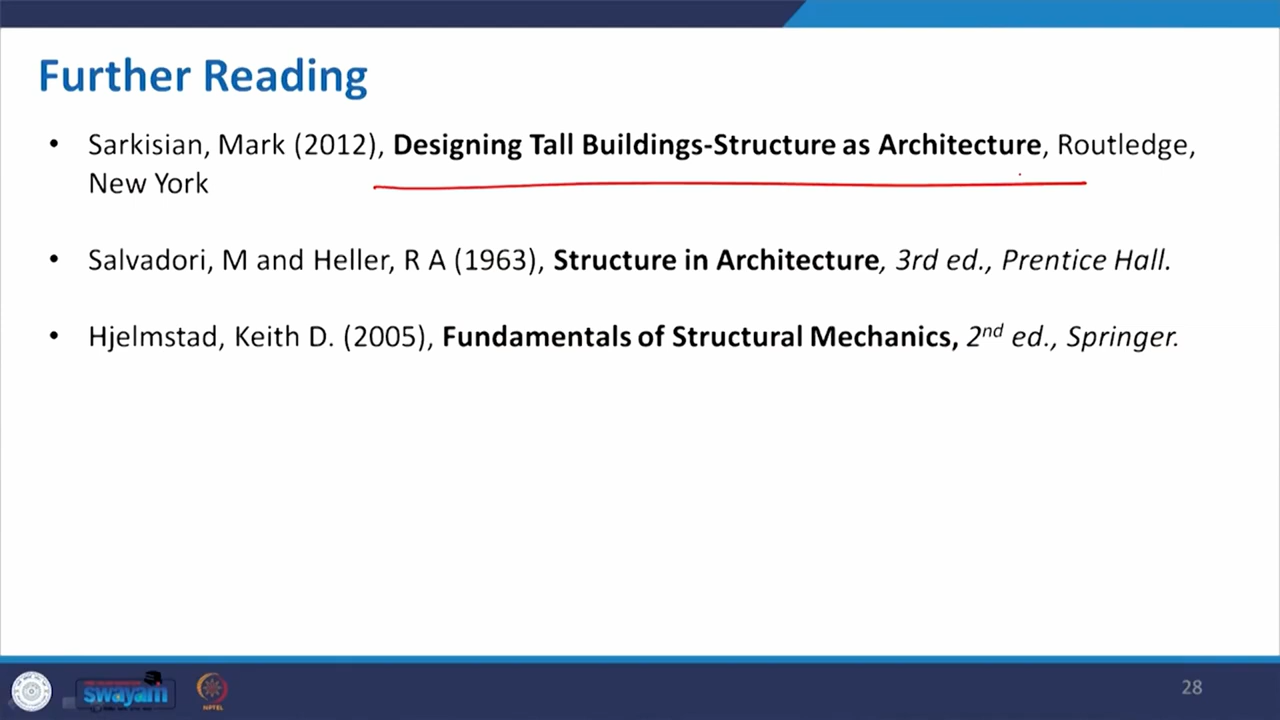 Further Reading
• Sarkisian, Mark (2012), Designing Tall Buildings-Structure as Architecture, Routledge,
New York
• Salvadori, M and Heller, R A (1963), Structure in Architecture, 3rd ed., Prentice Hall.
• Hjelmstad, Keith D. (2005), Fundamentals of Structural Mechanics, 2nd ed., Springer.
swayam
NPTEL
28